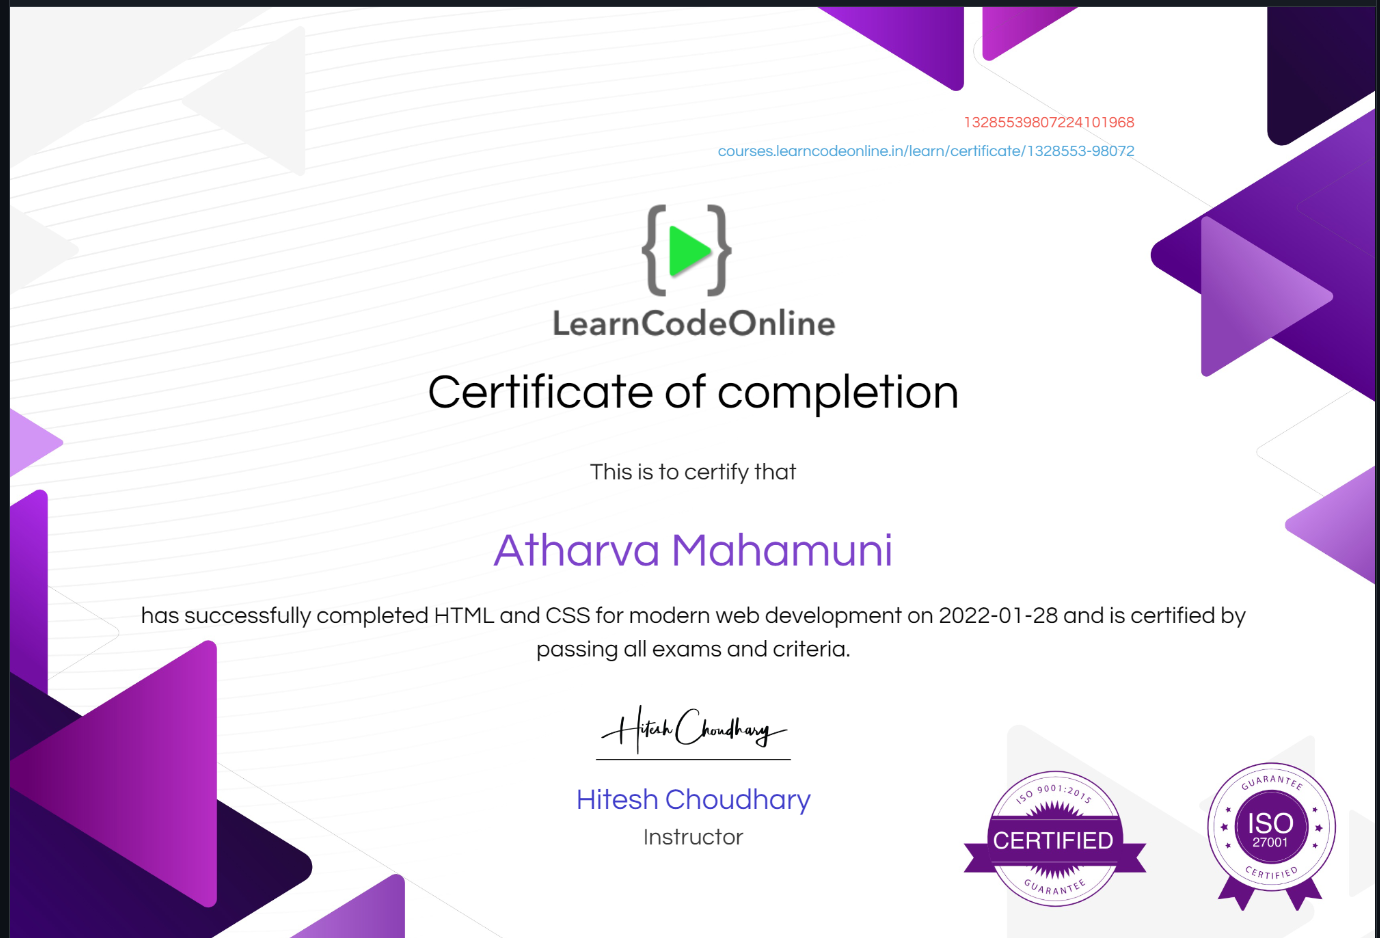 13285539807224101968
courses.learncodeonline.in/learn/certificate/1328553-98072
LearnCodeOnline
Certificate of completion
This is to certify that
Atharva Mahamuni
has successfully completed HTML and CSS for modern web development on 2022-01-28 and is certified by
passing all exams and criteria.
Hitesh Choudhary
Hitesh Choudhary
Instructor
ISO 9001:2015
CERTIFIED
GUARANTEE
GUARANTEE
ISO
27001
CERTIFIED